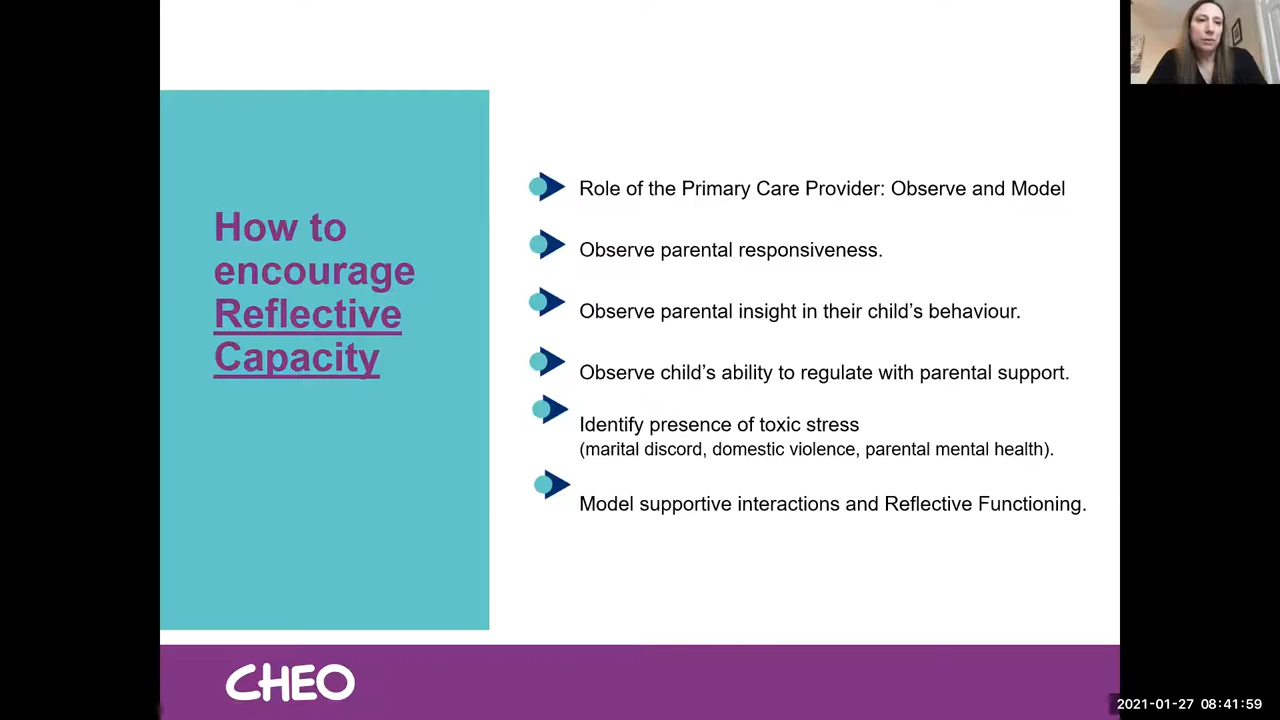 How to
encourage
Reflective
Capacity
Role of the Primary Care Provider: Observe and Model
Observe parental responsiveness.
Observe parental insight in their child’s behaviour.
Observe child’s ability to regulate with parental support.
Identify presence of toxic stress
(marital discord, domestic violence, parental mental health).
Model supportive interactions and Reflective Functioning.
CHEO
2021-01-27 08:41:59